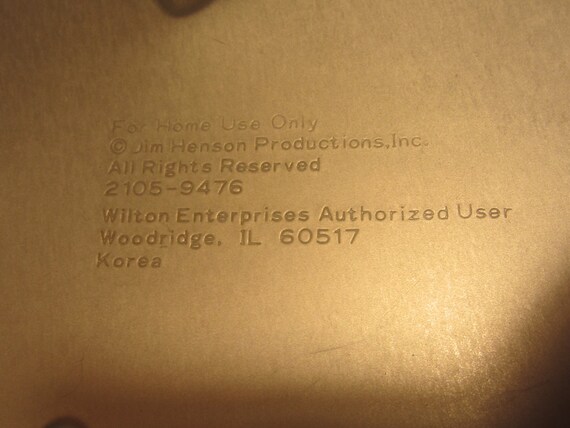 For Home Use Only
©Jim Henson Productions,Inc.
All Rights Reserved
2105-9476
Wilton Enterprises Authorized User
Woodridge, IL 60517
Korea